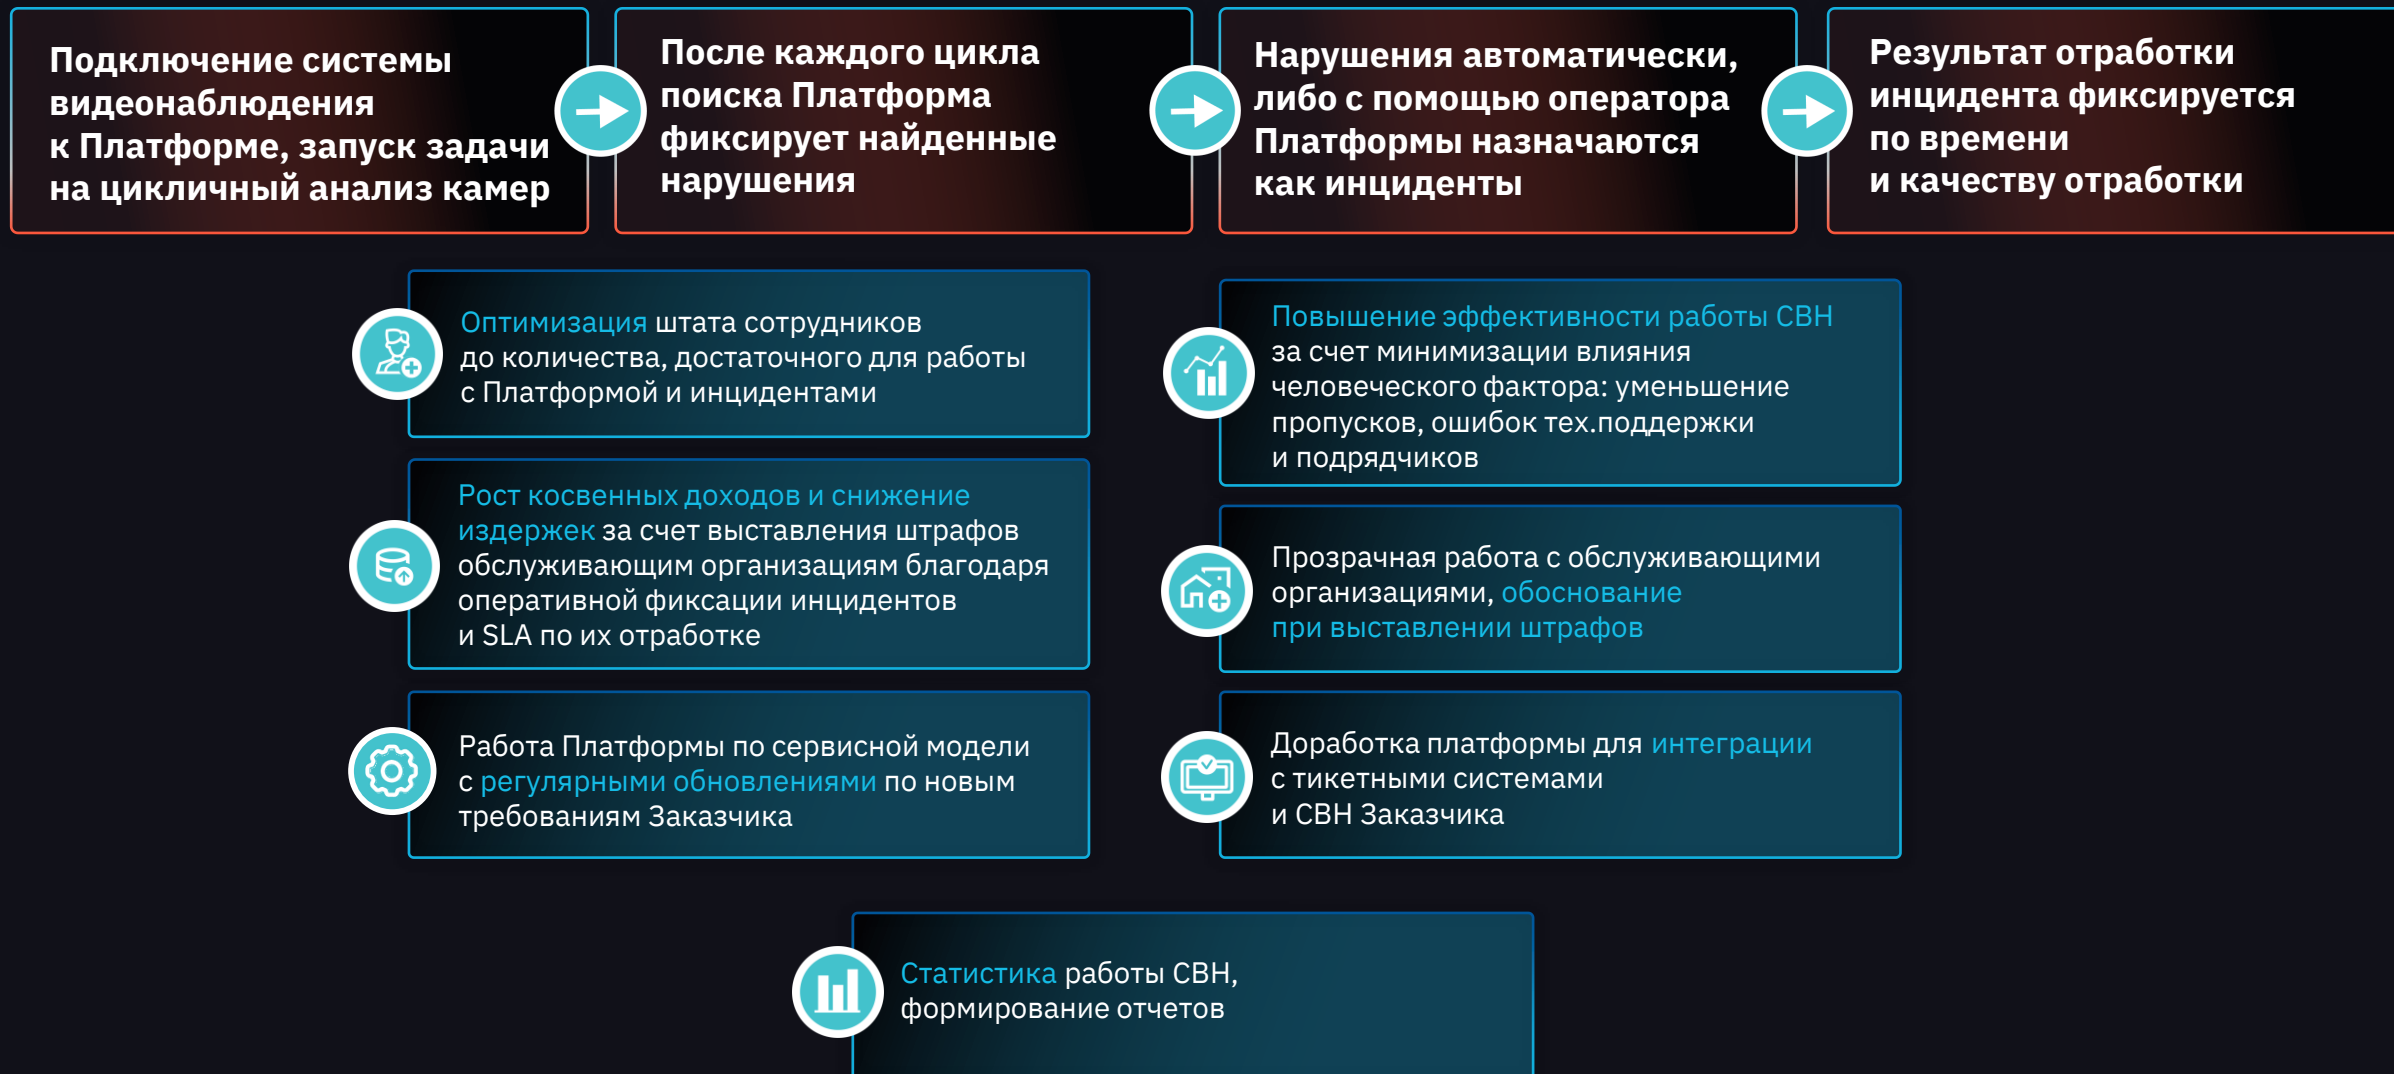 Подключение системы
видеонаблюдения
к Платформе, запуск задачи
на цикличный анализ камер
После каждого цикла
поиска Платформа
фиксирует найденные
нарушения
Нарушения автоматически,
либо с помощью оператора
Платформы назначаются
как инциденты
Результат отработки
инцидента фиксируется
по времени
и качеству отработки
Оптимизация штата сотрудников
до количества, достаточного для работы
с Платформой и инцидентами
Рост косвенных доходов и снижение
издержек за счет выставления штрафов
обслуживающим организациям благодаря
оперативной фиксации инцидентов
и SLA по их отработке
Работа Платформы по сервисной модели
с регулярными обновлениями по новым
требованиям Заказчика
Повышение эффективности работы СВН
за счет минимизации влияния
человеческого фактора: уменьшение
пропусков, ошибок тех.поддержки
и подрядчиков
Прозрачная работа с обслуживающими
организациями, обоснование
при выставлении штрафов
Доработка платформы для интеграции
с тикетными системами
и СВН Заказчика
Статистика работы СВН,
формирование отчетов